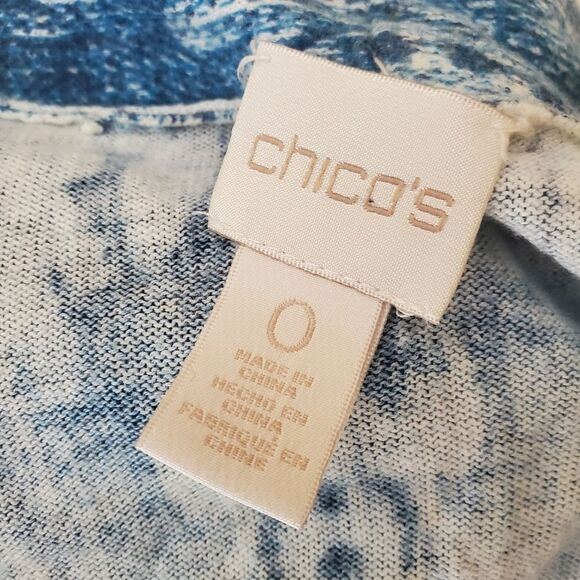 chico's
0
MADE IN
CHINA
HECHO EN
CHINA
FABRIQUÉ EN
CHINE